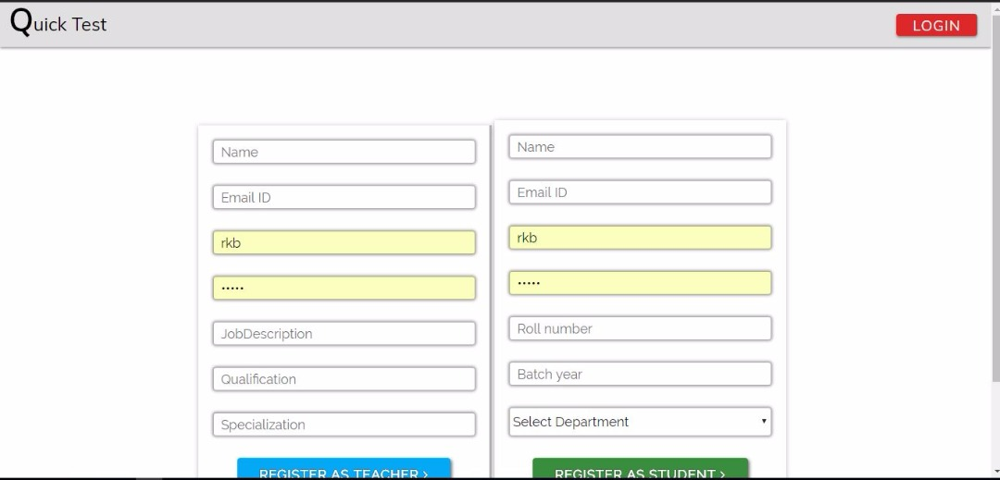 Quick Test
LOGIN
Name
Email ID
rkb
•••••
JobDescription
Qualification
Specialization
REGISTER AS TEACHER >
Name
Email ID
rkb
•••••
Roll number
Batch year
Select Department
REGISTER AS STUDENT >